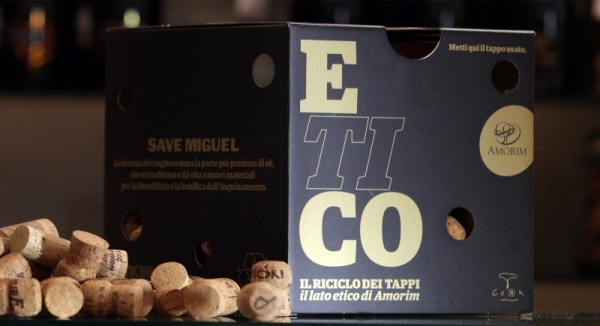 SAVE MIGUEL
La foresta del sughero dona la parte più preziosa di sé,
che si trasforma e dà vita a nuovi materiali
per la bioedilizia e la bonifica dall'inquinamento.
Metti qui il tappo usato.
E
TI
CO
AMORIM
IL RICICLO DEI TAPPI
il lato etico di Amorim